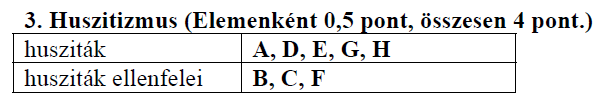 3. Huszitizmus (Elemenként 0,5 pont, összesen 4 pont.)
husziták A, D, E, G, H
husziták ellenfelei B, C, F